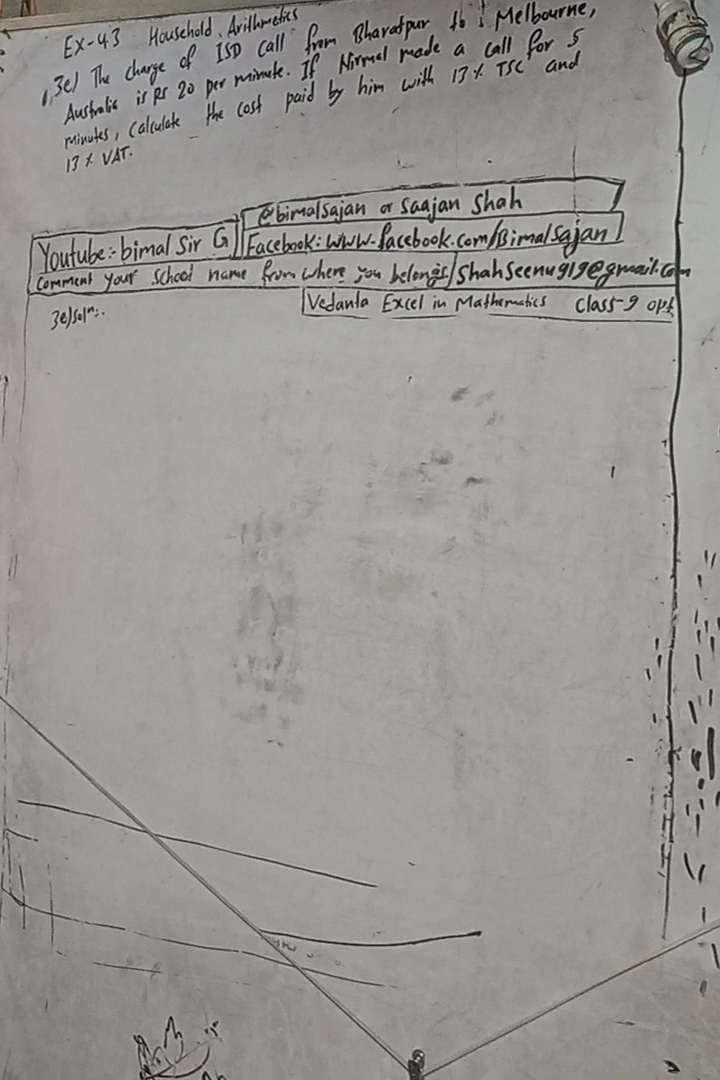 Ex-43 Household Arithmetics
1,3e) The charge of ISD call from Bharatpur to Melbourne,
Australia is Rs 20 per minute. If Nirmal made a call for 5
minutes, calculate the cost paid by him with 13% TSC and
13% VAT.
@bimalsajan or Saajan Shah
Youtube:- bimal Sir G
Facebook: www.facebook.com/Bimalsajan
Comment your school name from where you belongs/shahseenu919@gmail.com
Vedanta Excel in Mathematics Class-9 opt
3e)solⁿ:.